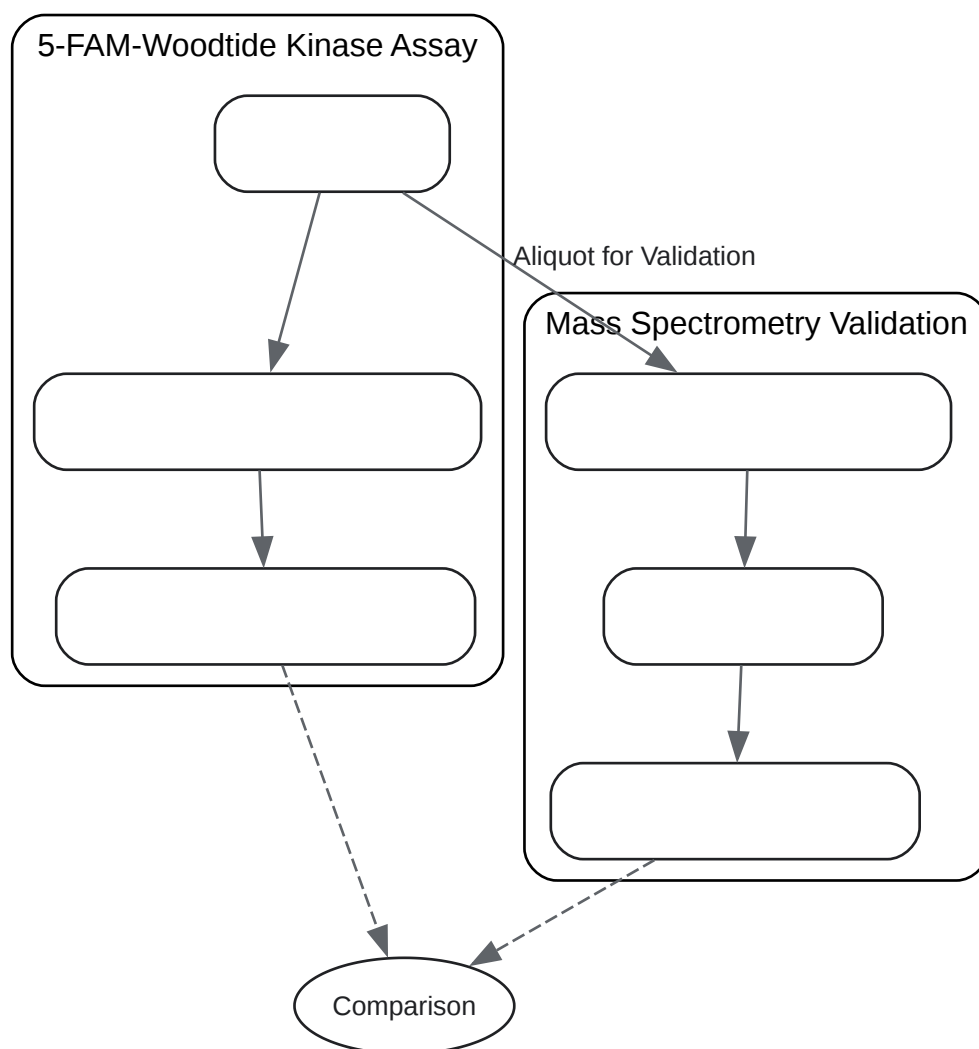 5-FAM-Woodtide Kinase Assay
Aliquot for Validation
Mass Spectrometry Validation
Comparison